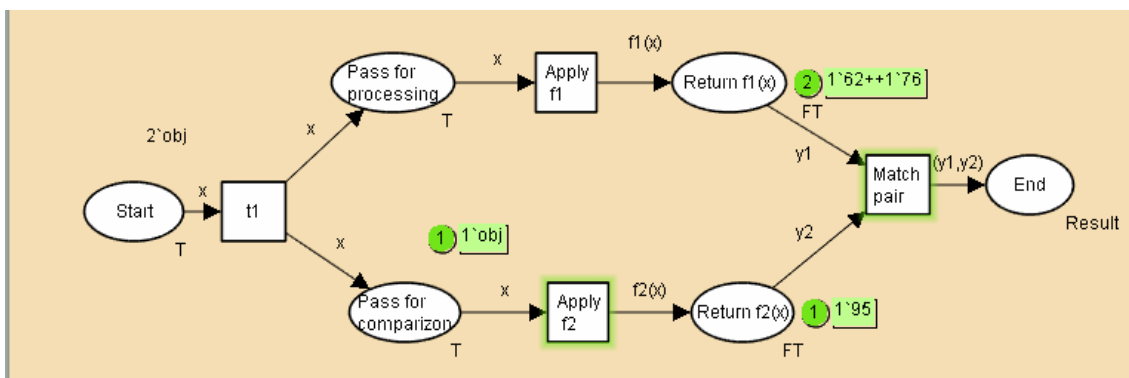 f1(x)
x
Pass for
processing
Apply
f1
Return f1(x)
2
1`62++1`76
T
FT
2`obj
x
y1
x
Start
t1
Match
pair
(y1,y2)
End
T
Result
x
1
1`obj
y2
x
f2(x)
Pass for
comparizon
Apply
f2
Return f2(x)
1
1`95
T
FT